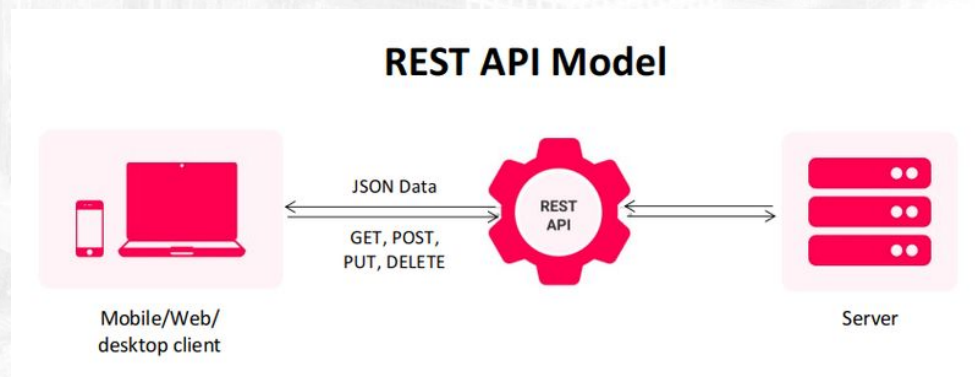 REST API Model
JSON Data
GET, POST,
PUT, DELETE
REST
API
Mobile/Web/
desktop client
Server